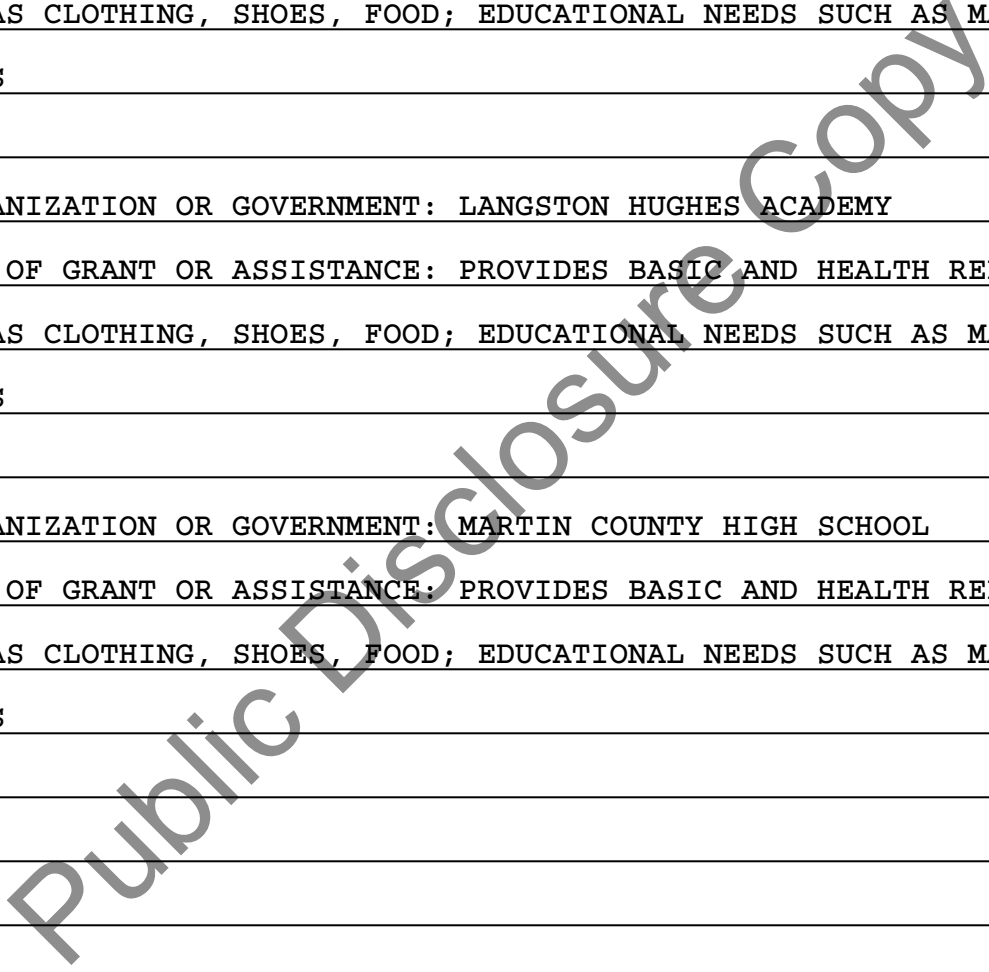 AS CLOTHING, SHOES, FOOD; EDUCATIONAL NEEDS SUCH AS MA
S
ANIZATION OR GOVERNMENT: LANGSTON HUGHES ACADEMY
OF GRANT OR ASSISTANCE: PROVIDES BASIC AND HEALTH RE
AS CLOTHING, SHOES, FOOD; EDUCATIONAL NEEDS SUCH AS MA
S
ANIZATION OR GOVERNMENT: MARTIN COUNTY HIGH SCHOOL
OF GRANT OR ASSISTANCE: PROVIDES BASIC AND HEALTH RE
AS CLOTHING, SHOES, FOOD; EDUCATIONAL NEEDS SUCH AS MA
S
Public Disclosure Copy